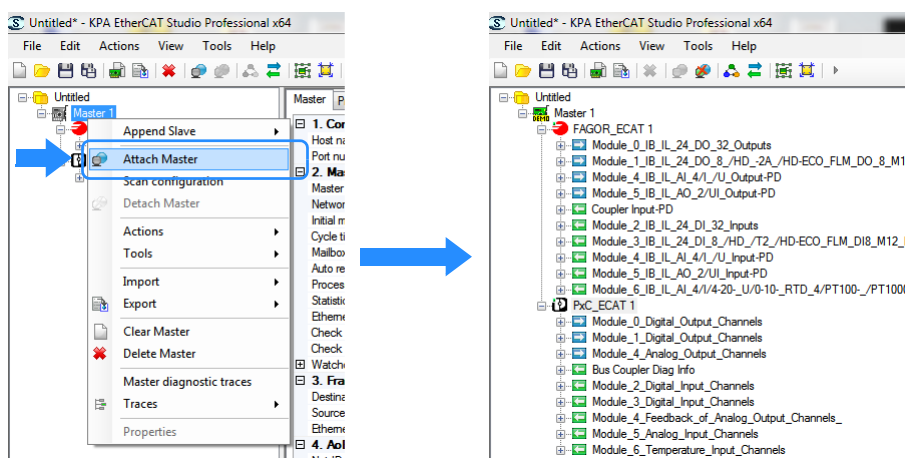 Untitled* - KPA EtherCAT Studio Professional x64
File Edit Actions View Tools Help
Untitled
Master 1
Append Slave
Attach Master
Scan configuration
Detach Master
Actions
Tools
Import
Export
Clear Master
Delete Master
Master diagnostic traces
Traces
Properties
Master P
1. Cor
Host na
Port nu
2. Ma
Master
Networ
Initial m
Cycle ti
Mailbox
Auto re
Proces
Statistic
Etherne
Check
Check
Watch
3. Fra
Destina
Source
Etherne
4. AoI
Untitled* - KPA EtherCAT Studio Professional x64
File Edit Actions View Tools Help
Untitled
Master 1
DEMO
FAGOR_ECAT 1
Module_0_IB_IL_24_DO_32_Outputs
Module_1_IB_IL_24_DO_8_/HD_-2A_/HD-ECO_FLM_DO_8_M1
Module_4_IB_IL_AI_4/I_/U_Output-PD
Module_5_IB_IL_AO_2/UI_Output-PD
Coupler Input-PD
Module_2_IB_IL_24_DI_32_Inputs
Module_3_IB_IL_24_DI_8_/HD_/T2_/HD-ECO_FLM_DI8_M12_
Module_4_IB_IL_AI_4/I_/U_Input-PD
Module_5_IB_IL_AO_2/UI_Input-PD
Module_6_IB_IL_AI_4/I/4-20-_U/0-10-_RTD_4/PT100-_/PT1000
PxC_ECAT 1
Module_0_Digital_Output_Channels
Module_1_Digital_Output_Channels
Module_4_Analog_Output_Channels
Bus Coupler Diag Info
Module_2_Digital_Input_Channels
Module_3_Digital_Input_Channels
Module_4_Feedback_of_Analog_Output_Channels_
Module_5_Analog_Input_Channels
Module_6_Temperature_Input_Channels